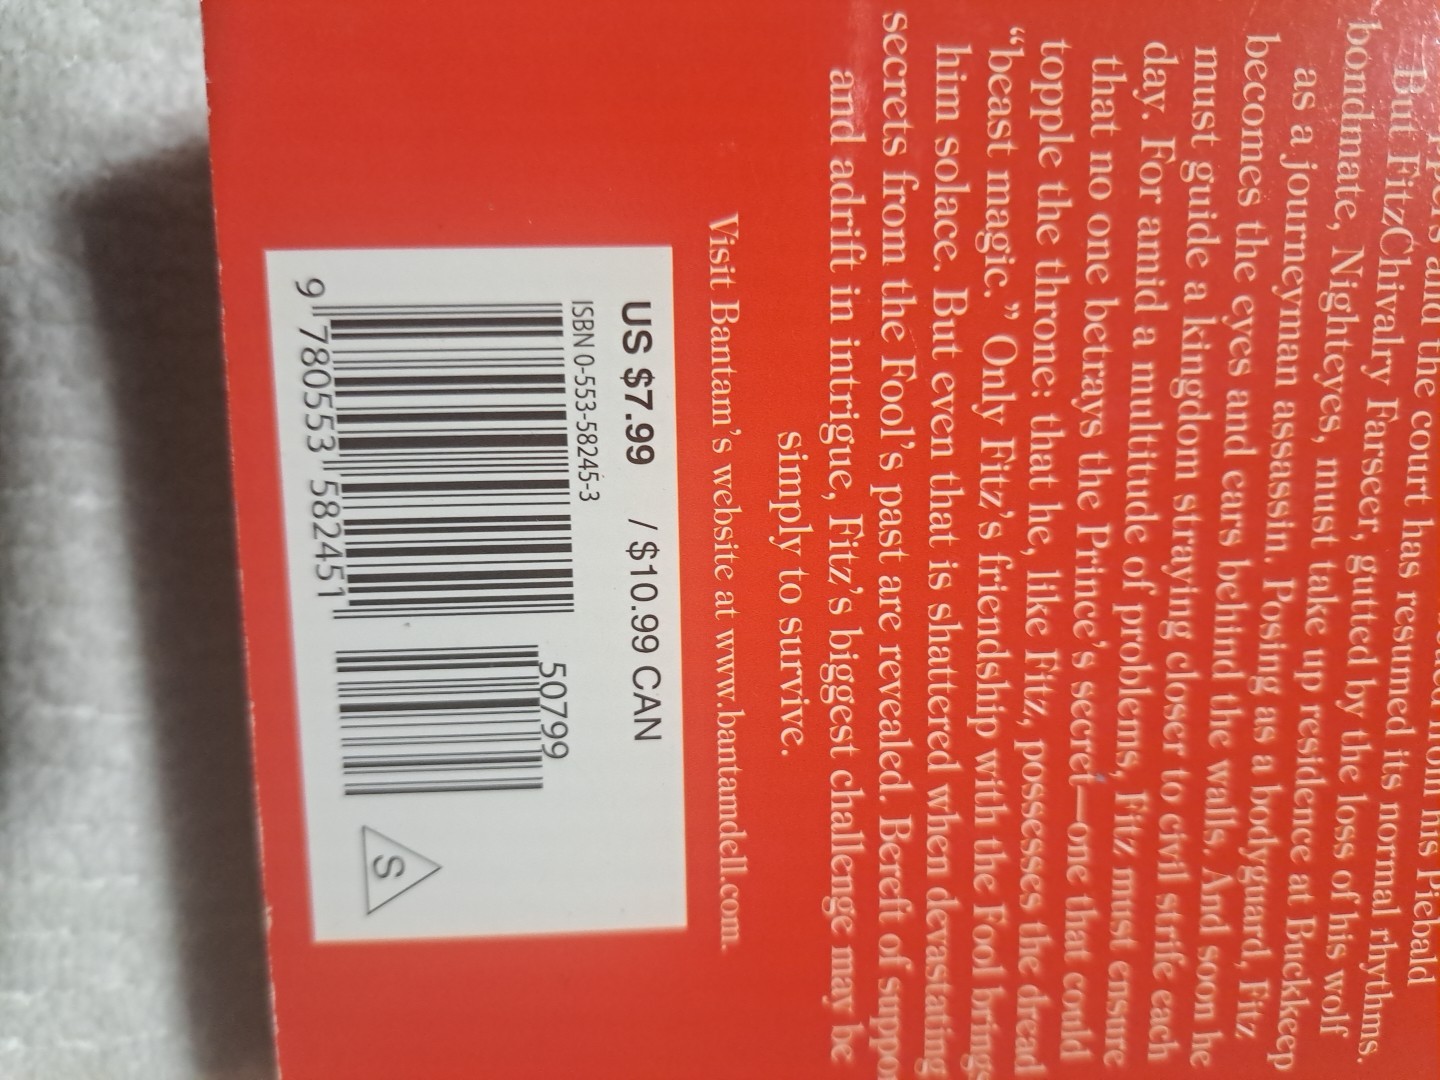 and the court has resumed its normal rhythms.
But FitzChivalry Farseer, gutted by the loss of his wolf
bondmate, Nighteyes, must take up residence at Buckkeep
as a journeyman assassin. Posing as a bodyguard, Fitz
becomes the eyes and ears behind the walls. And soon he
must guide a kingdom straying closer to civil strife each
day. For amid a multitude of problems, Fitz must ensure
that no one betrays the Prince's secret—one that could
topple the throne: that he, like Fitz, possesses the dread
“beast magic.” Only Fitz's friendship with the Fool brings
him solace. But even that is shattered when devastating
secrets from the Fool's past are revealed. Bereft of suppor
and adrift in intrigue, Fitz's biggest challenge may be
simply to survive.
Visit Bantam's website at www.bantamdell.com.
US $7.99 / $10.99 CAN
ISBN 0-553-58245-3
50799
9 780553 582451
S